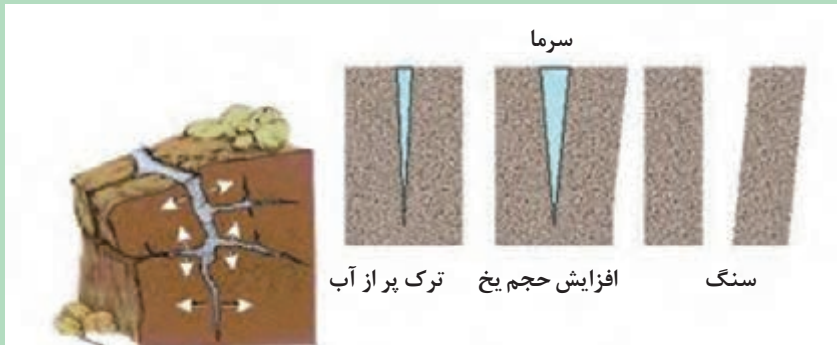 سرما
سنگ
افزایش حجم یخ
ترک پر از آب